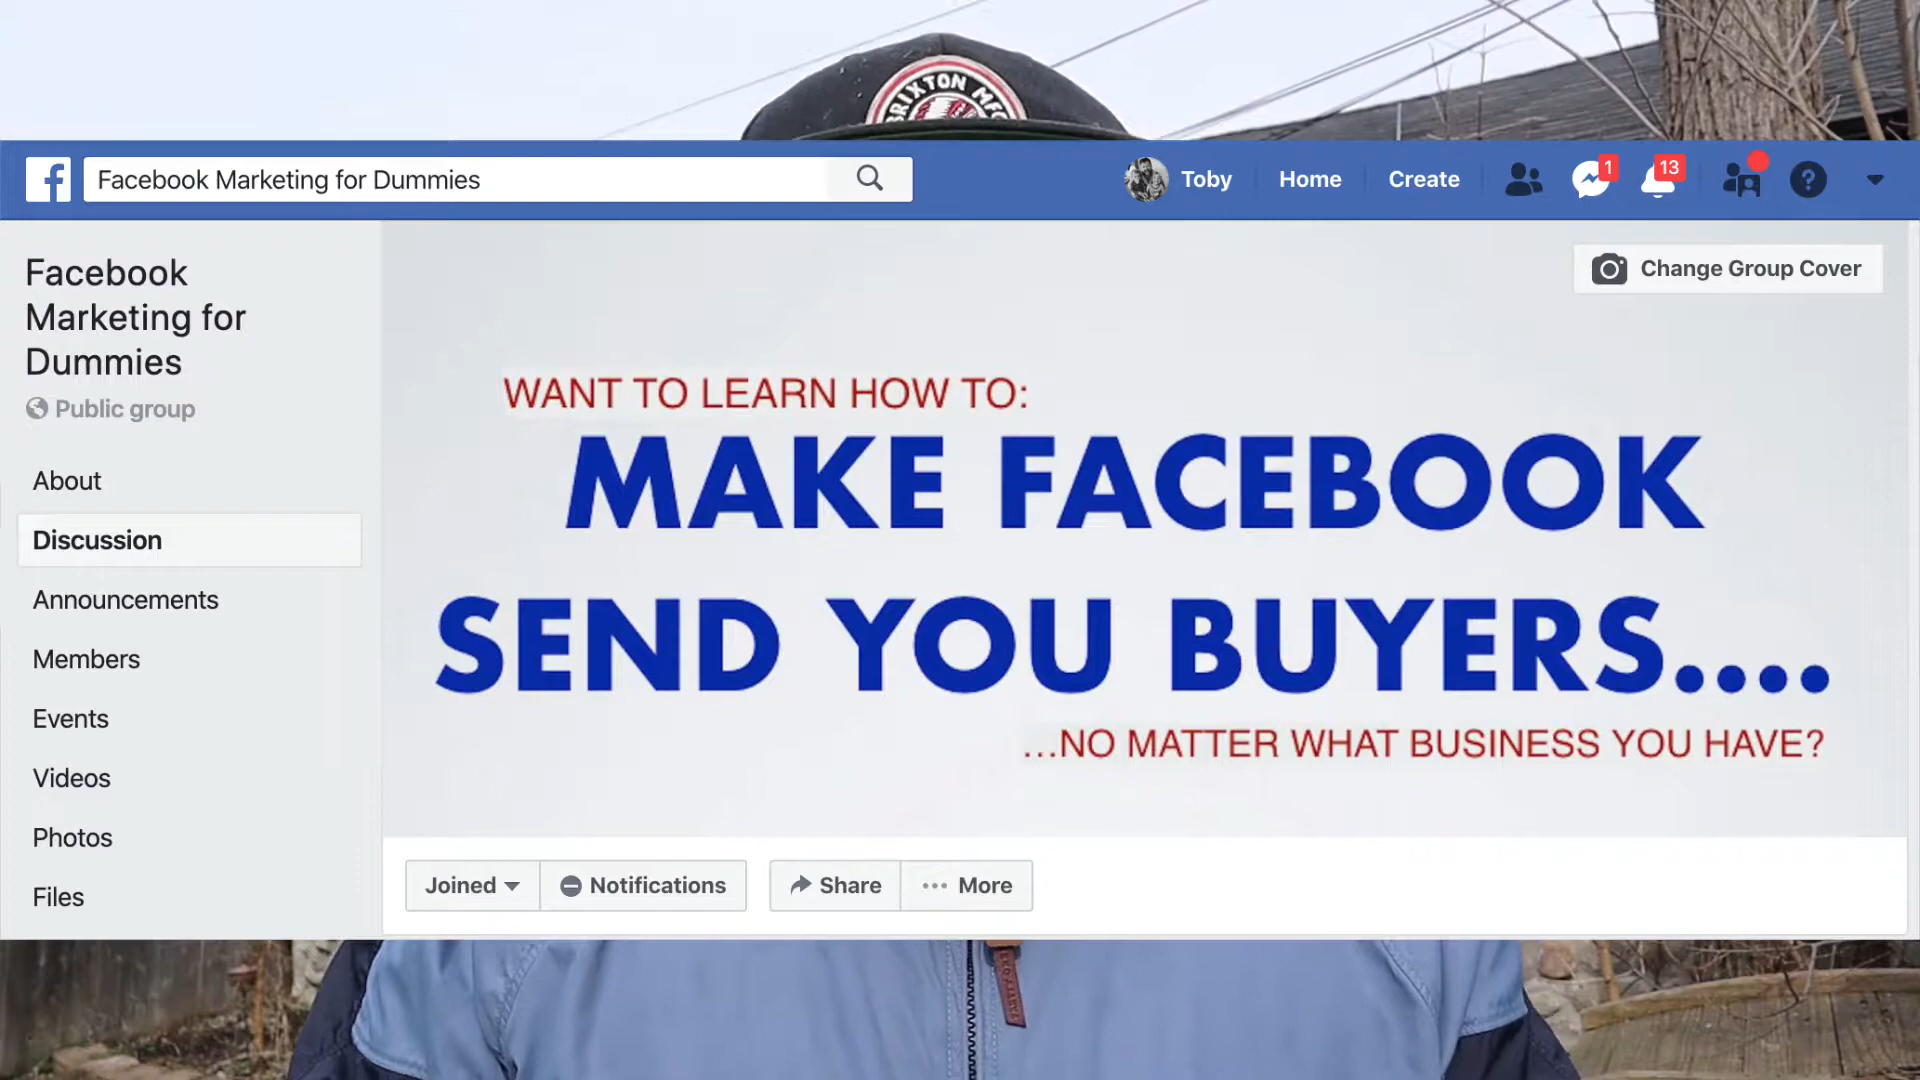 BRIXTON MFG
Facebook Marketing for Dummies
Toby
Home
Create
1
13
Facebook
Marketing for
Dummies
Public group
About
Discussion
Announcements
Members
Events
Videos
Photos
Files
Change Group Cover
WANT TO LEARN HOW TO:
MAKE FACEBOOK
SEND YOU BUYERS....
...NO MATTER WHAT BUSINESS YOU HAVE?
Joined
Notifications
Share
More